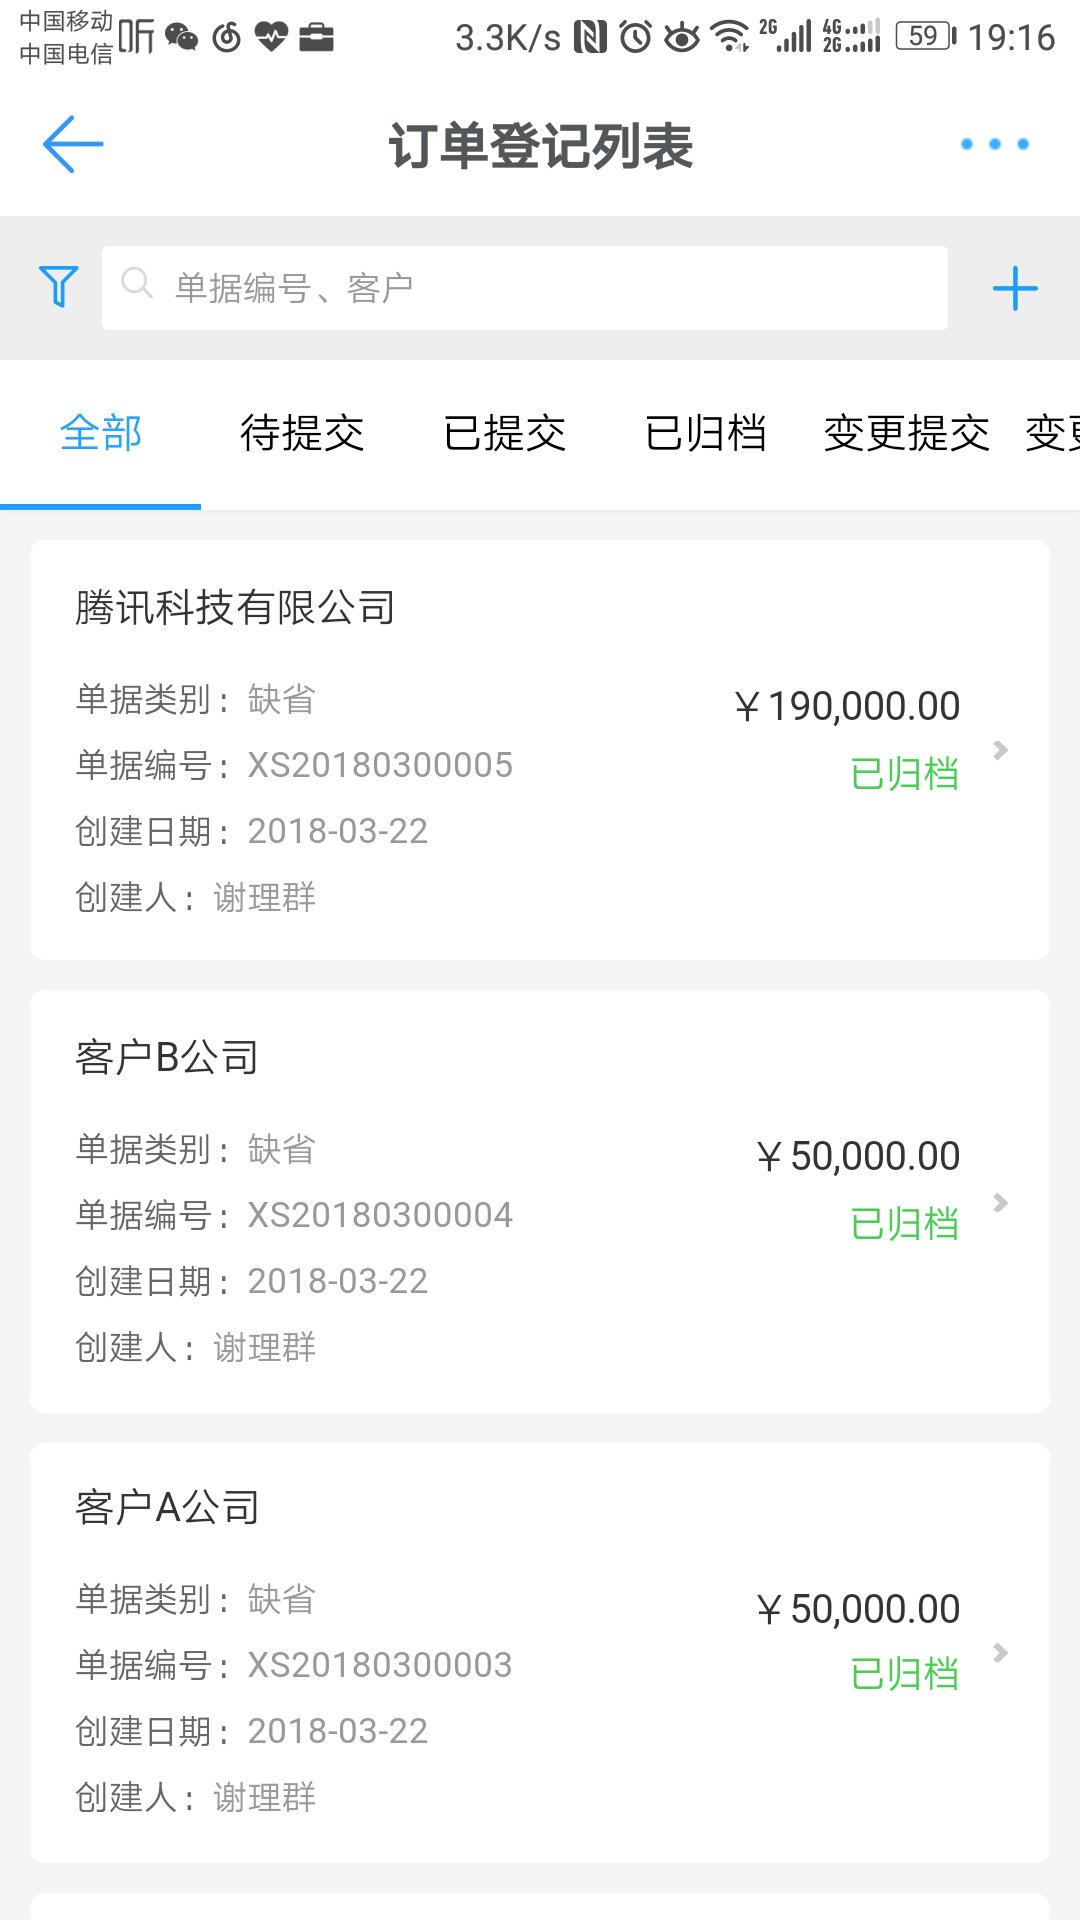 中国移动
中国电信
听
3.3K/s
2G
4G
2G
59
19:16
订单登记列表
单据编号、客户
全部 待提交 已提交 已归档 变更提交 变更
腾讯科技有限公司
单据类别: 缺省
¥190,000.00
单据编号: XS20180300005
已归档
创建日期: 2018-03-22
创建人: 谢理群
客户B公司
单据类别: 缺省
¥50,000.00
单据编号: XS20180300004
已归档
创建日期: 2018-03-22
创建人: 谢理群
客户A公司
单据类别: 缺省
¥50,000.00
单据编号: XS20180300003
已归档
创建日期: 2018-03-22
创建人: 谢理群